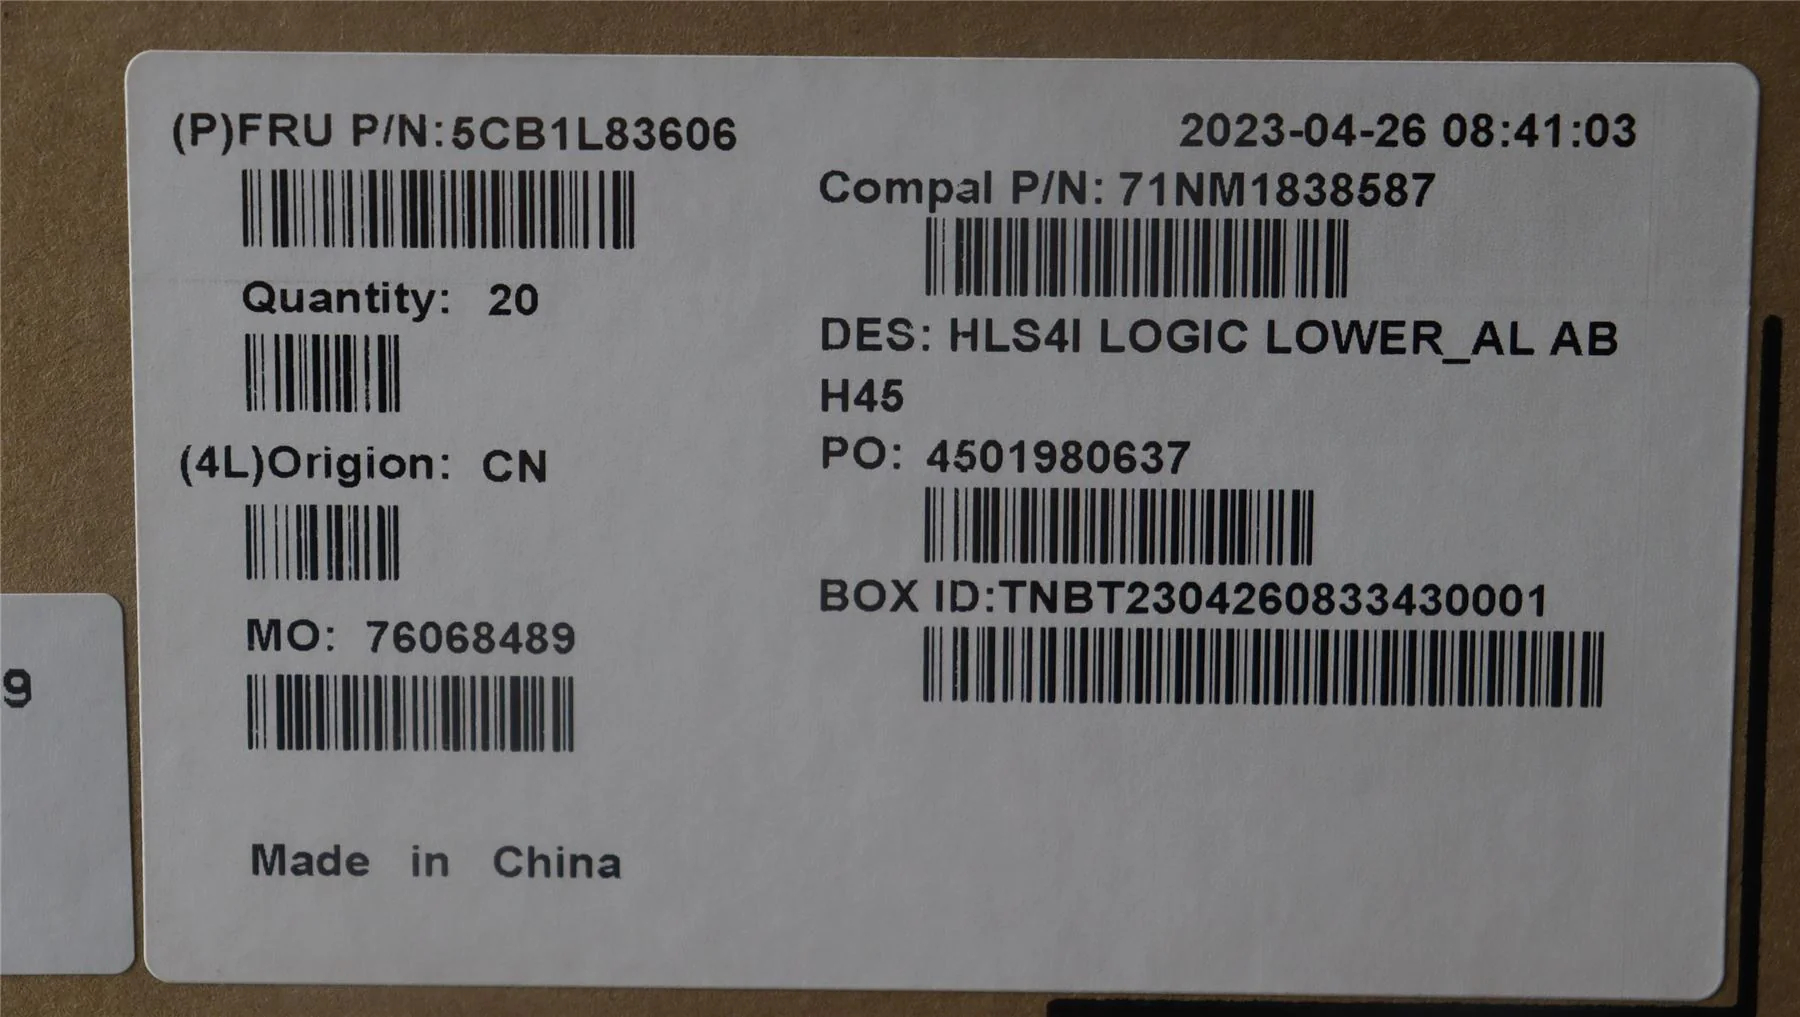 (P)FRU P/N:5CB1L83606
Quantity: 20
(4L)Origion: CN
MO: 76068489
Made in China
2023-04-26 08:41:03
Compal P/N: 71NM1838587
DES: HLS4I LOGIC LOWER_AL AB
H45
PO: 4501980637
BOX ID:TNBT2304260833430001
9